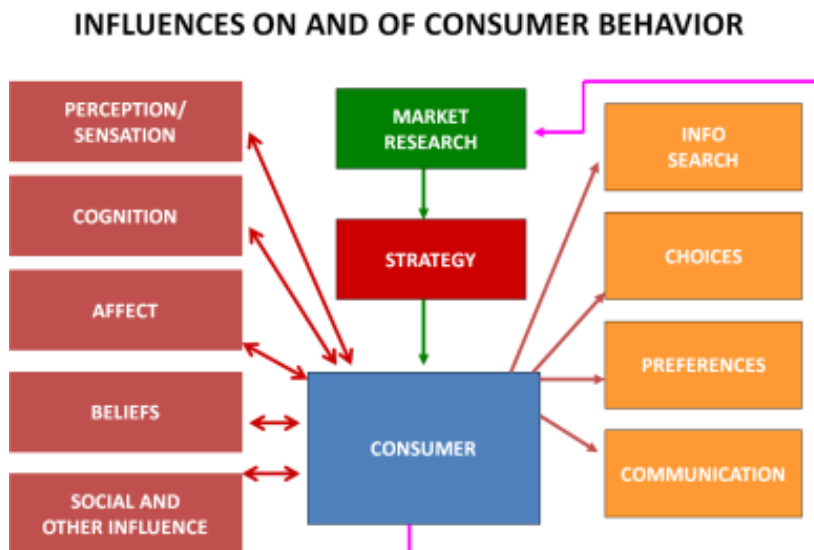 INFLUENCES ON AND OF CONSUMER BEHAVIOR
PERCEPTION/
SENSATION
COGNITION
AFFECT
BELIEFS
SOCIAL AND
OTHER INFLUENCE
MARKET
RESEARCH
STRATEGY
CONSUMER
INFO
SEARCH
CHOICES
PREFERENCES
COMMUNICATION